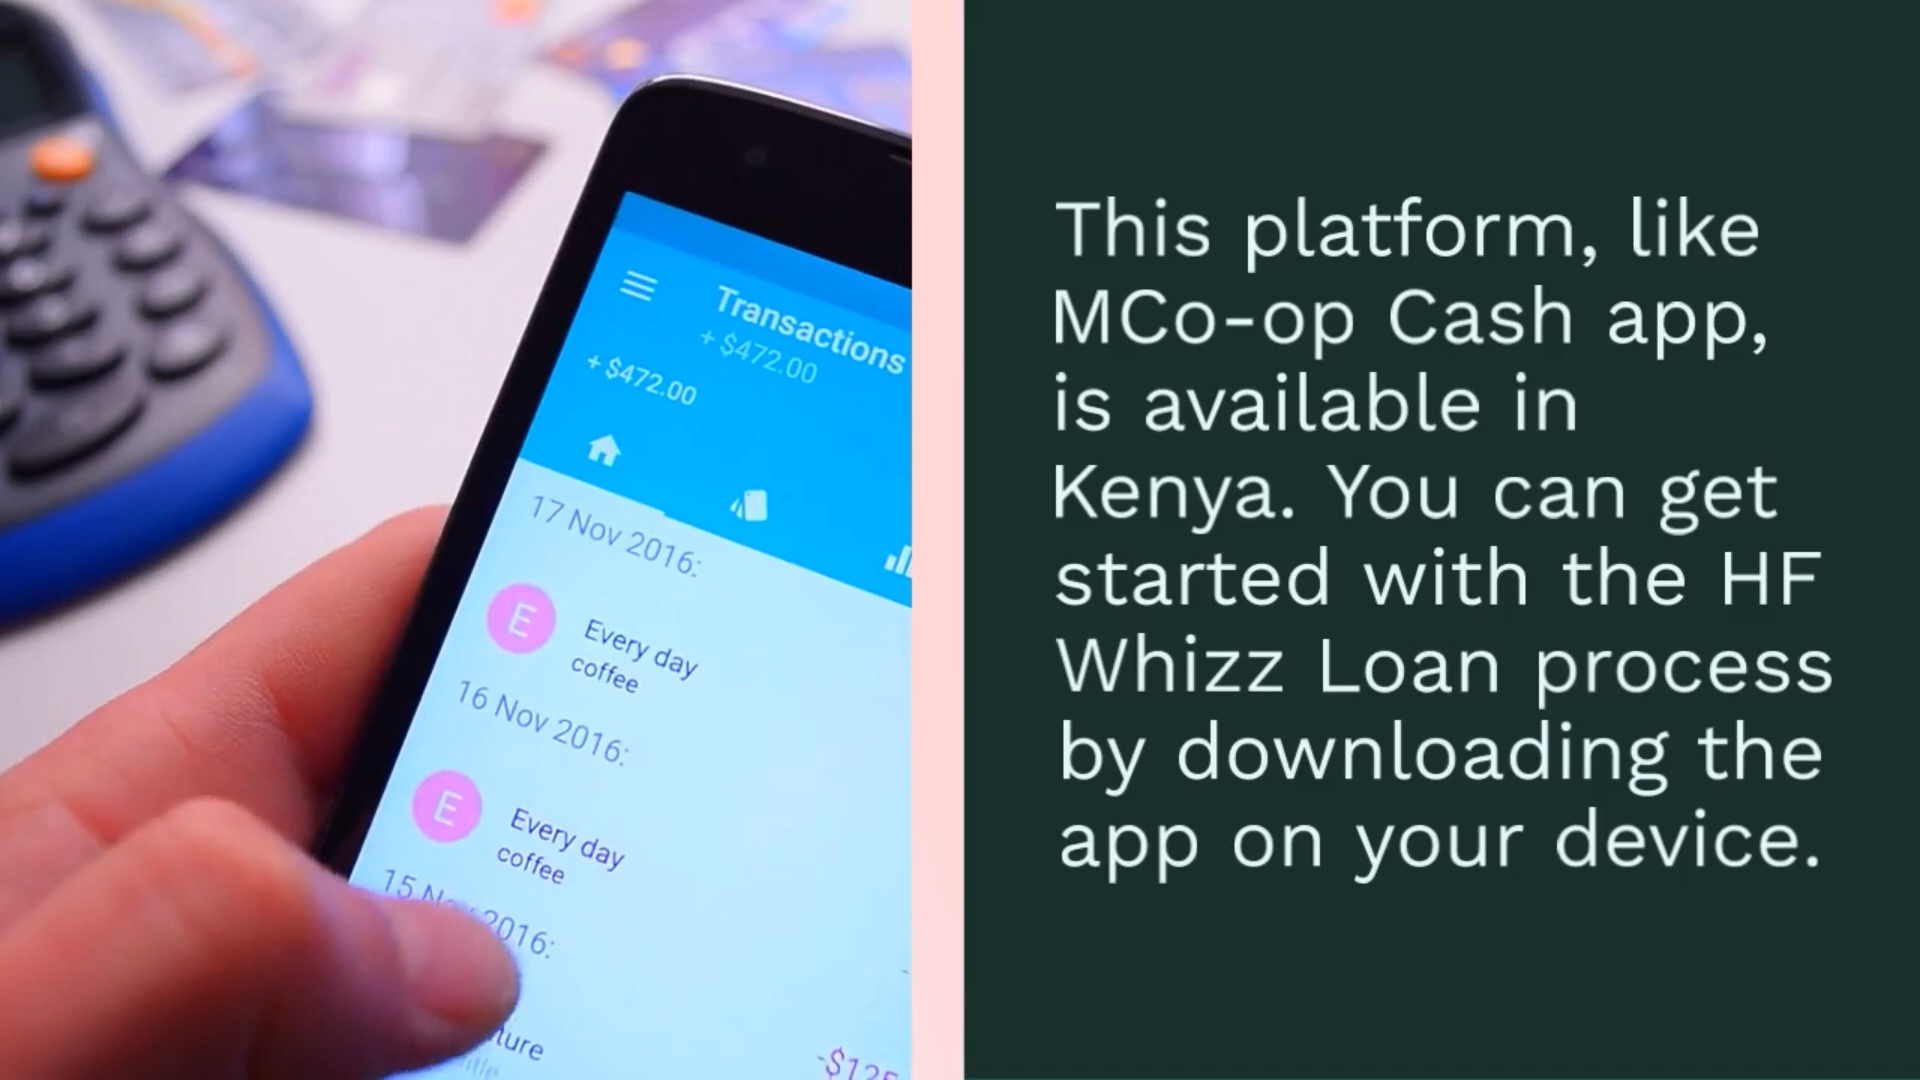 Transactions
+ $472.00
+ $472.00
17 Nov 2016:
E
Every day
coffee
16 Nov 2016:
E
Every day
coffee
15 2016:
This platform, like
MCo-op Cash app,
is available in
Kenya. You can get
started with the HF
Whizz Loan process
by downloading the
app on your device.